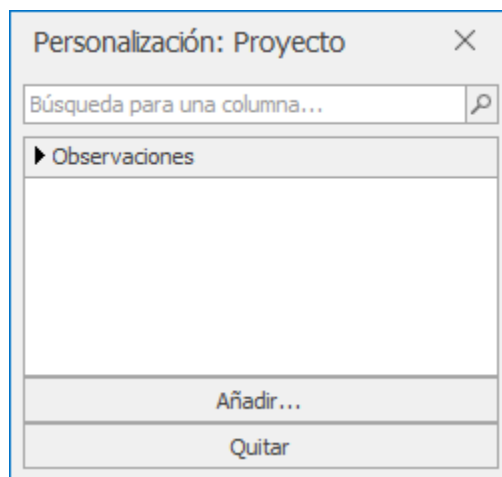 Personalización: Proyecto
Búsqueda para una columna...
Observaciones
Añadir...
Quitar